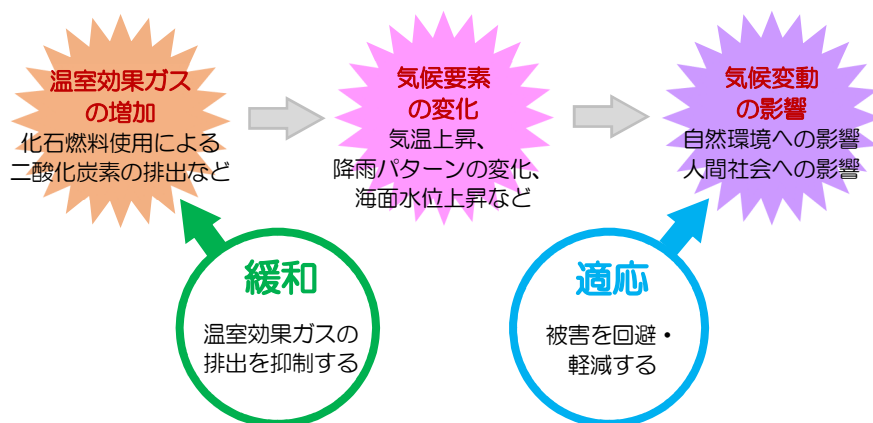 温室効果ガス
の増加
化石燃料使用による
二酸化炭素の排出など
気候要素
の変化
気温上昇、
降雨パターンの変化、
海面水位上昇など
気候変動
の影響
自然環境への影響
人間社会への影響
緩和
温室効果ガスの
排出を抑制する
適応
被害を回避・
軽減する